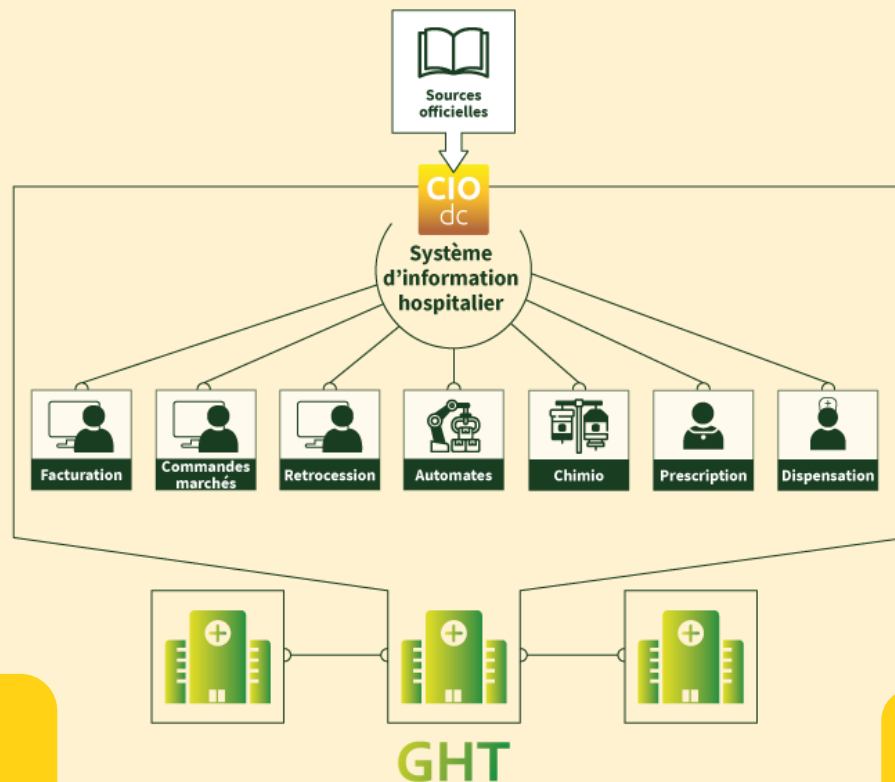 Sources
officielles
CIO
dc
Système
d'information
hospitalier
Facturation
Commandes
marchés
Retrocession
Automates
Chimio
Prescription
Dispensation
GHT